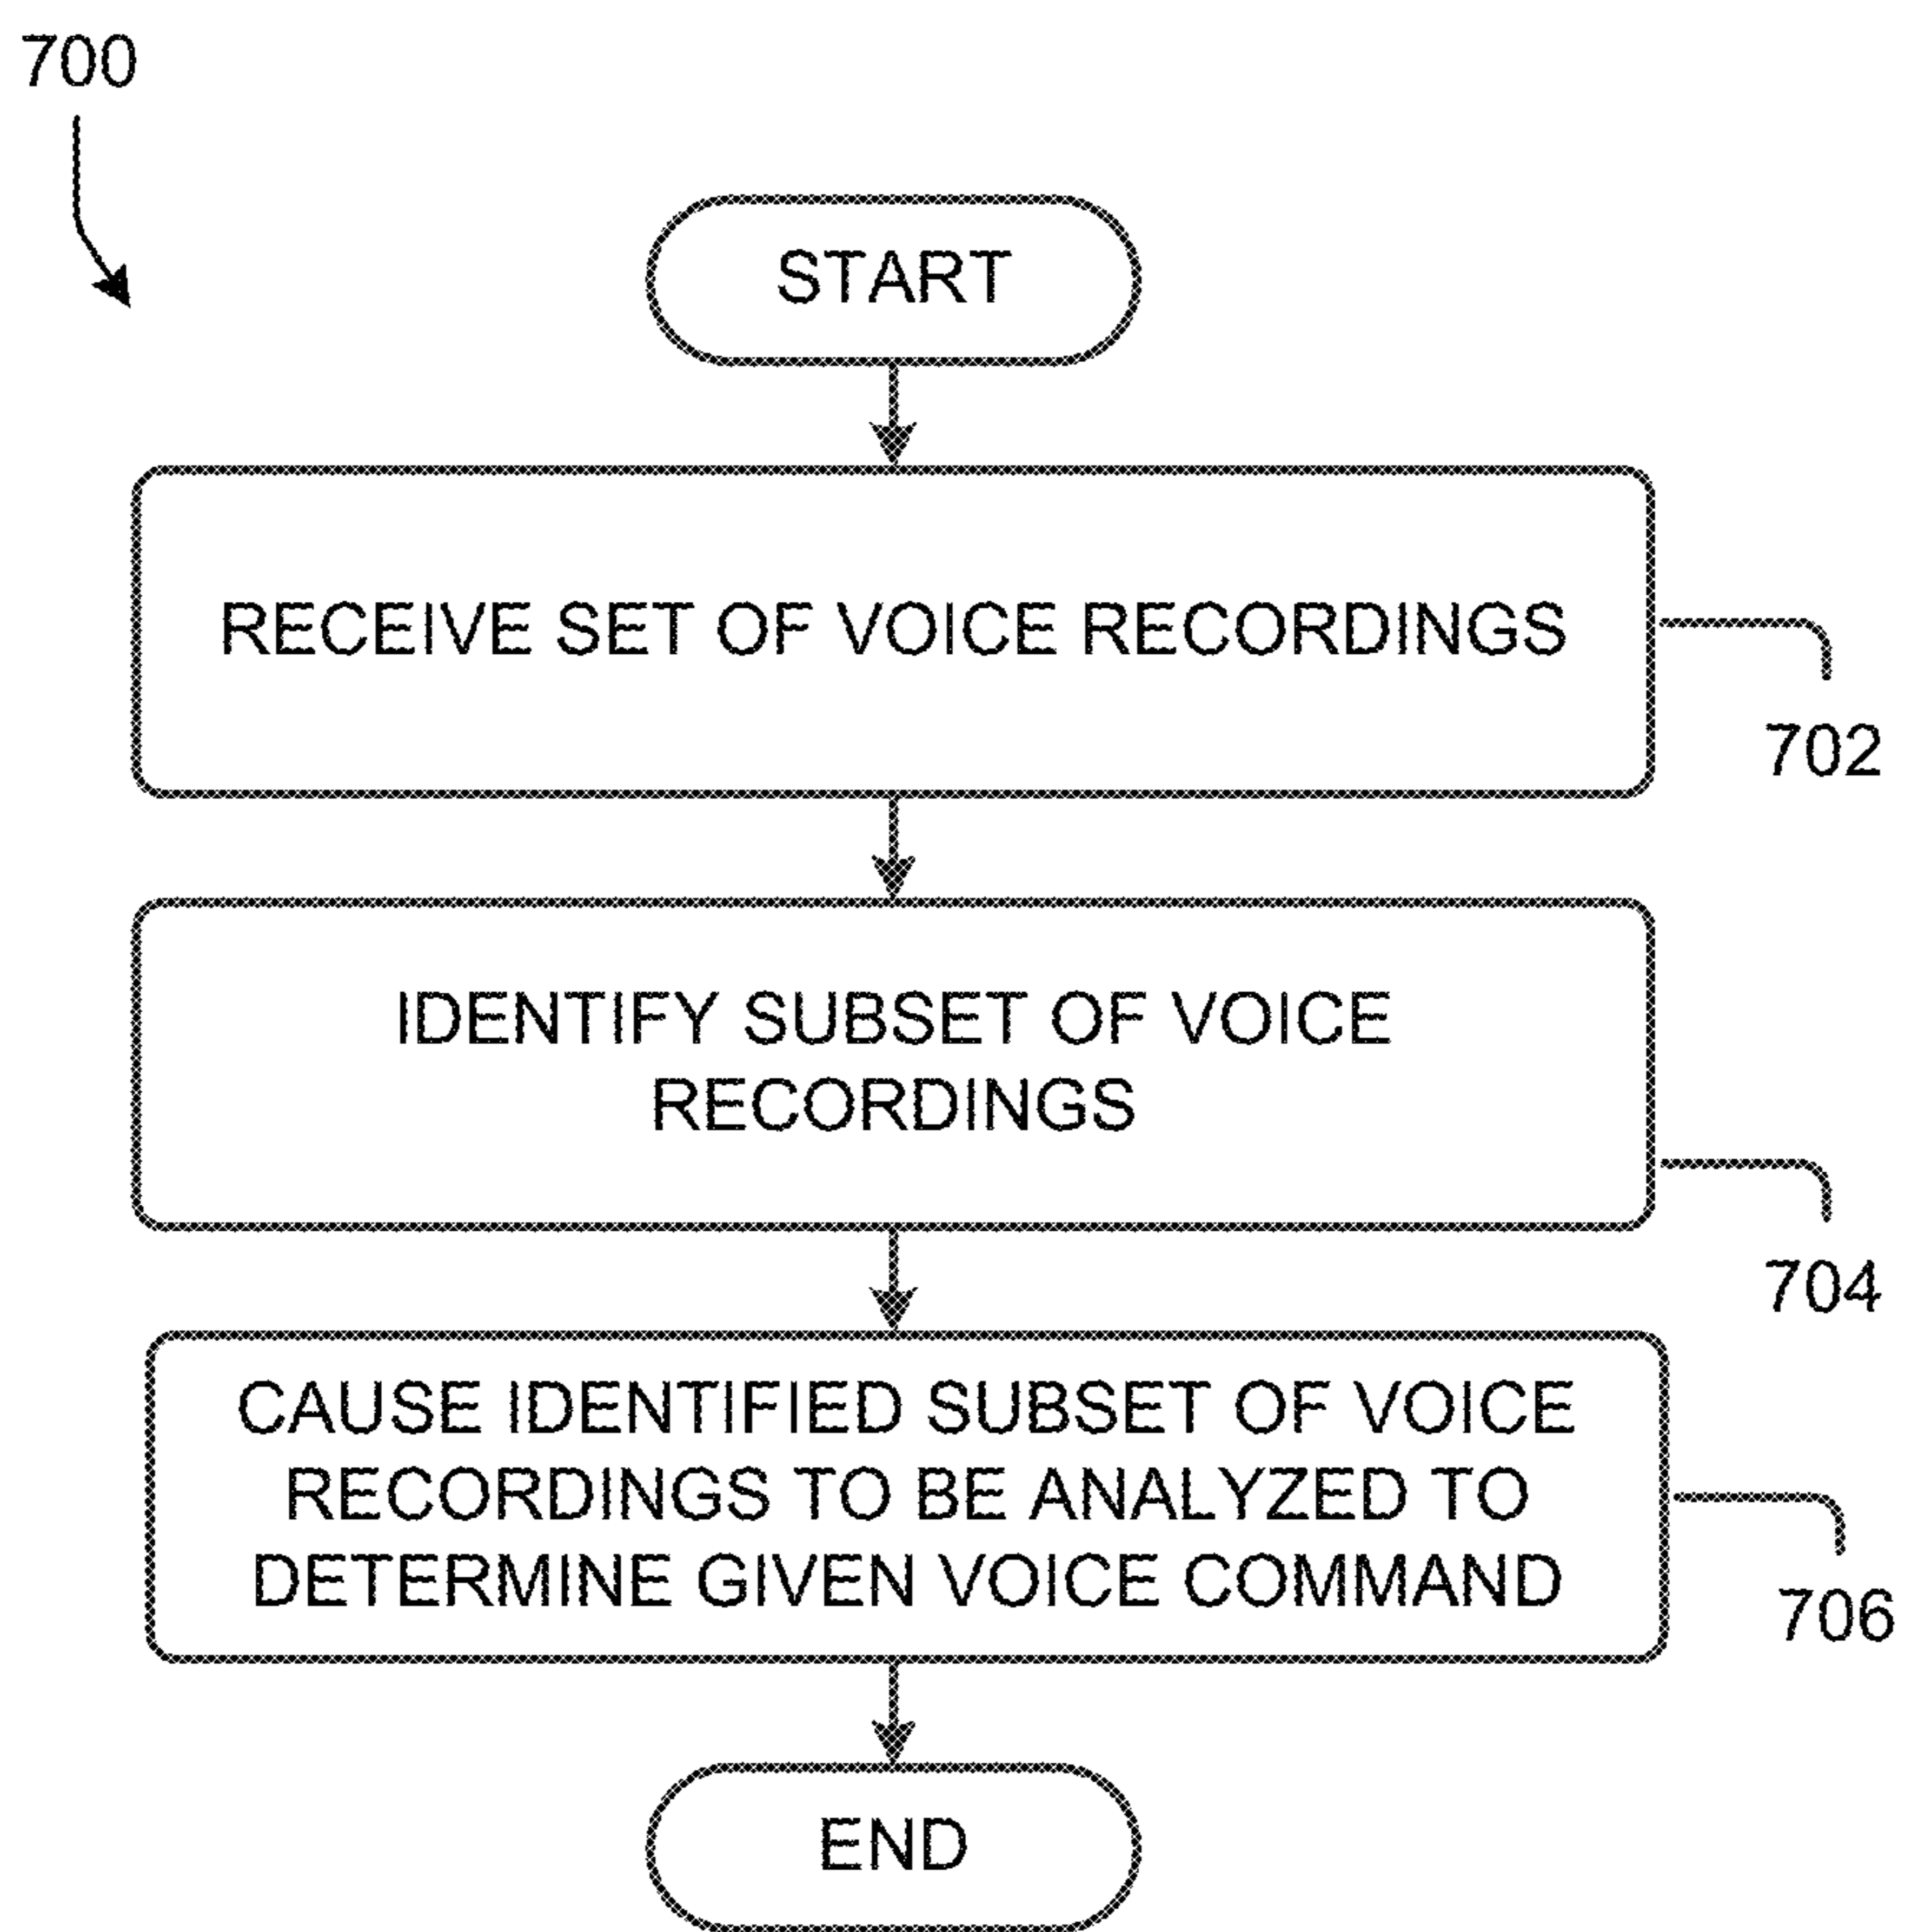 700
START
RECEIVE SET OF VOICE RECORDINGS
702
IDENTIFY SUBSET OF VOICE
RECORDINGS
704
CAUSE IDENTIFIED SUBSET OF VOICE
RECORDINGS TO BE ANALYZED TO
DETERMINE GIVEN VOICE COMMAND
706
END